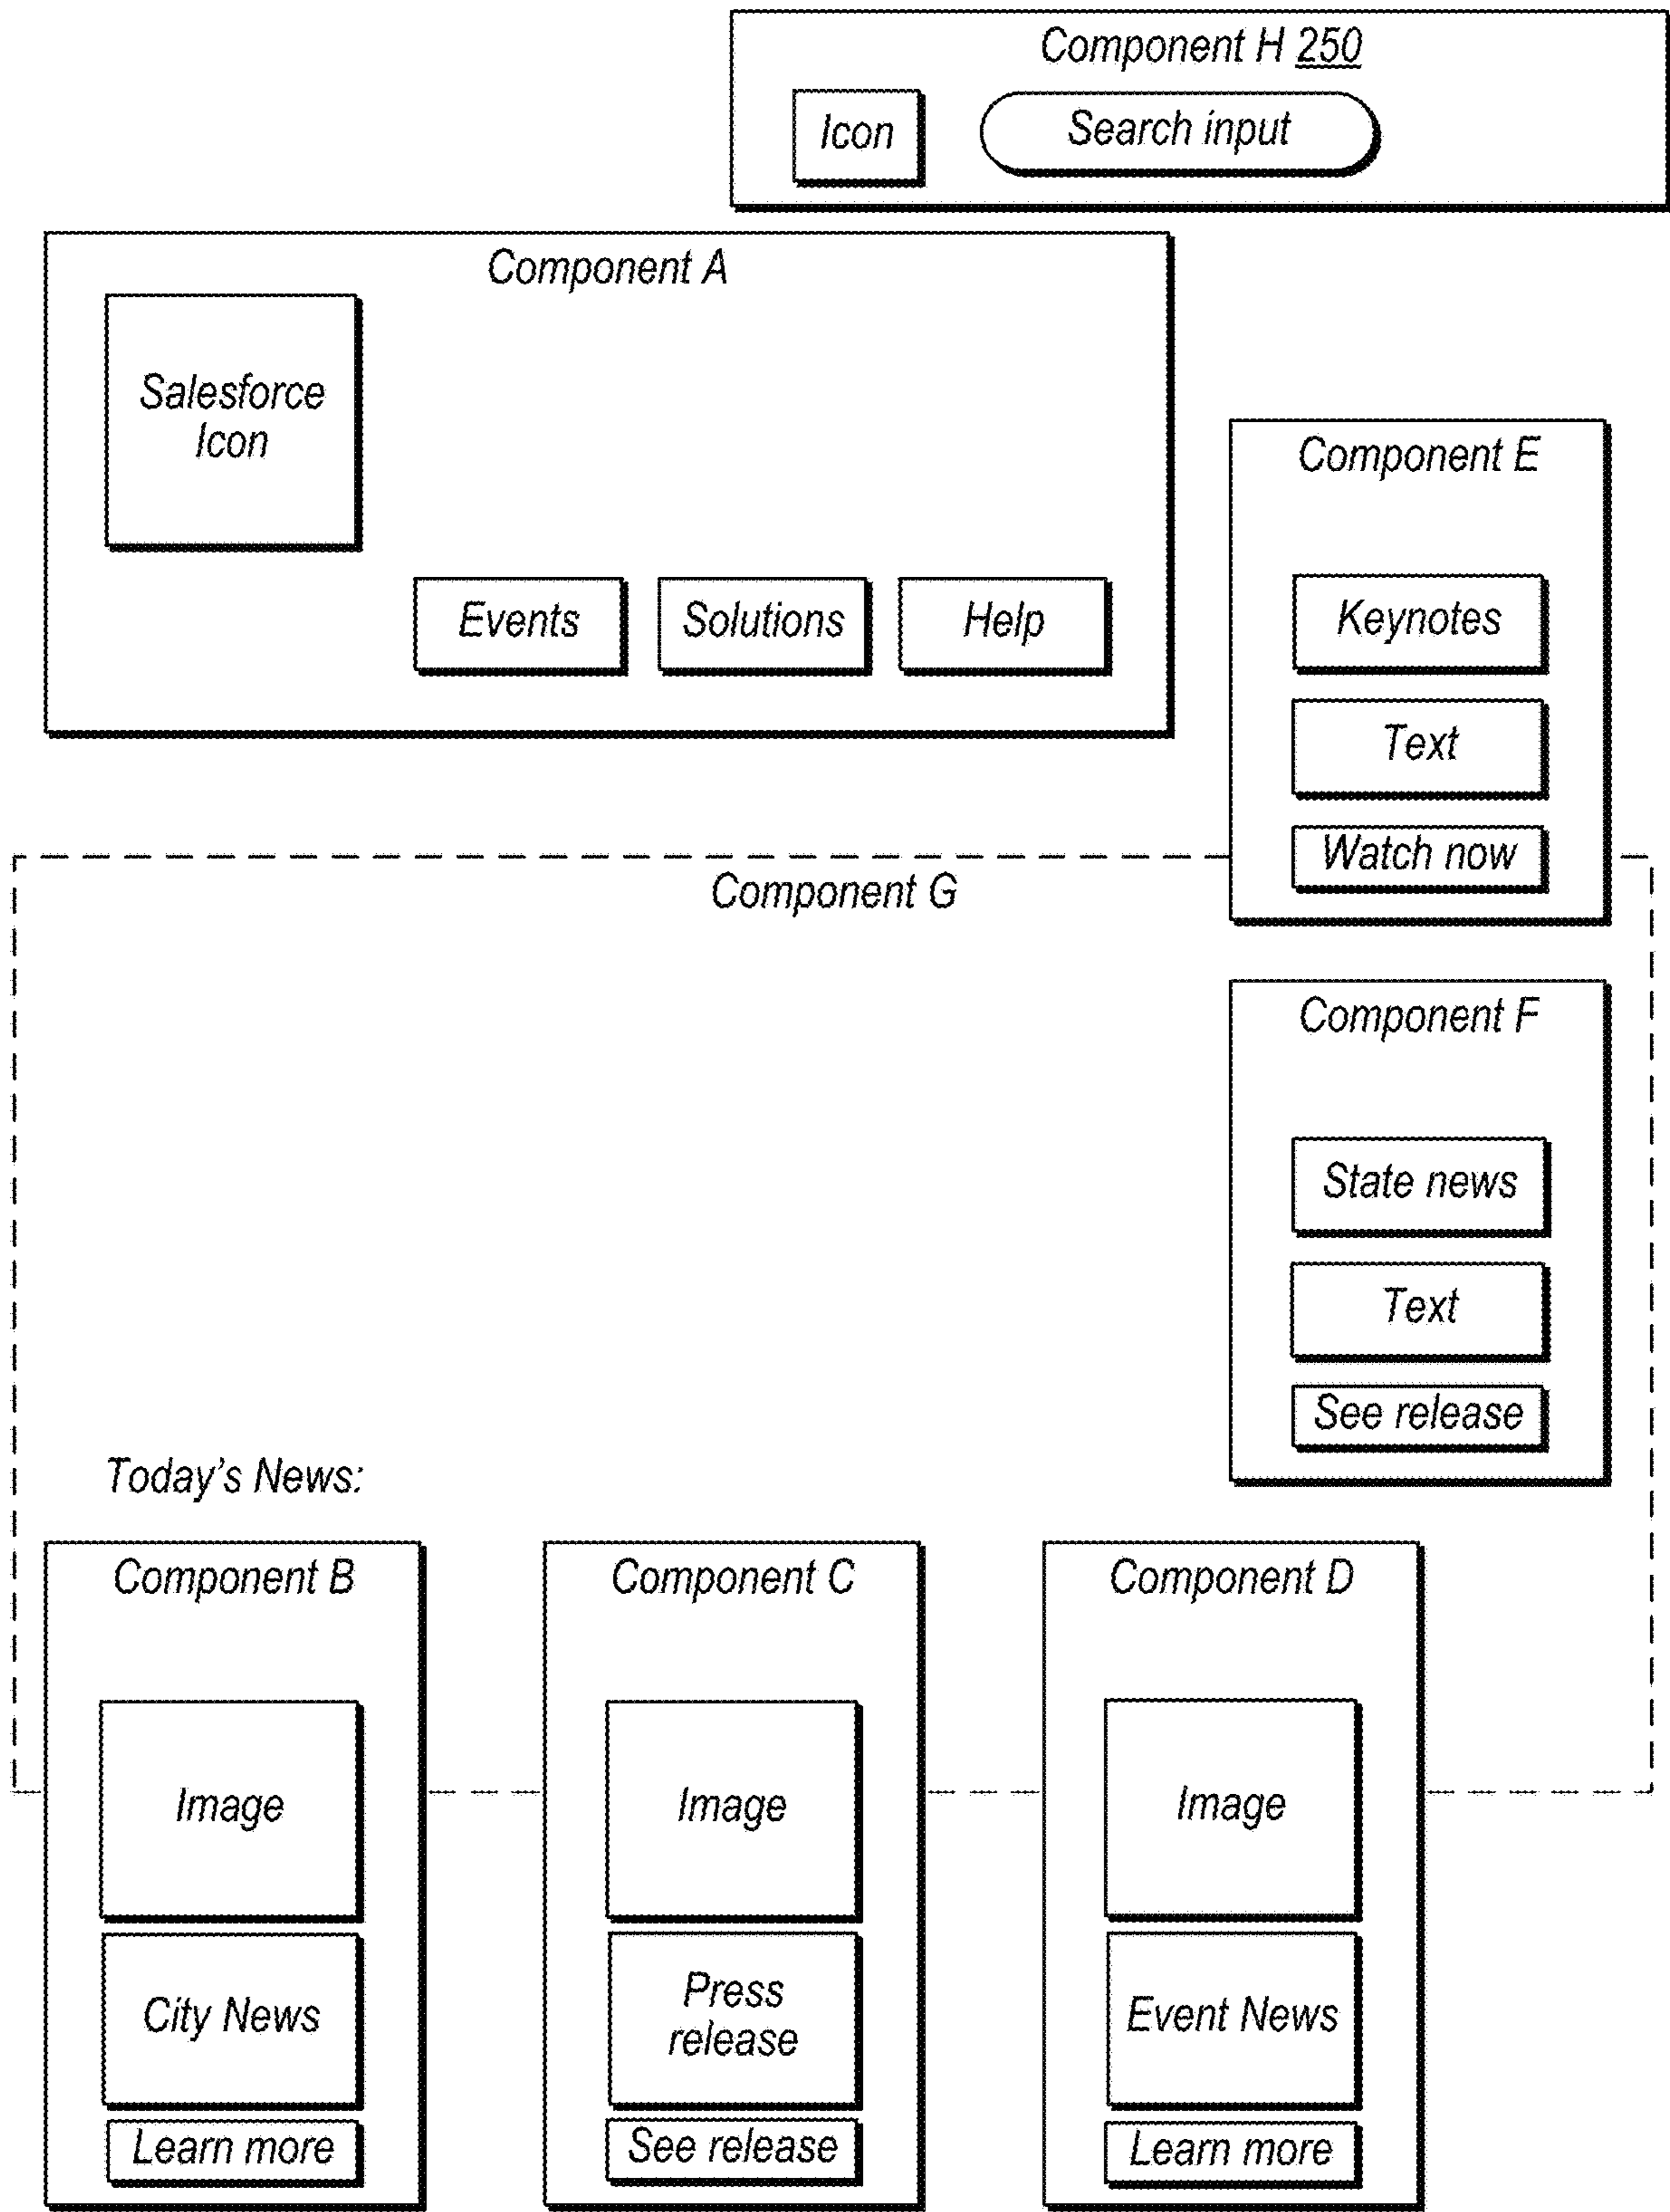 Component H 250
Icon
Search input
Component A
Salesforce
Icon
Events
Solutions
Help
Component E
Keynotes
Text
Watch now
Component G
Component F
State news
Text
See release
Today's News:
Component B
Image
City News
Learn more
Component C
Image
Press
release
See release
Component D
Image
Event News
Learn more